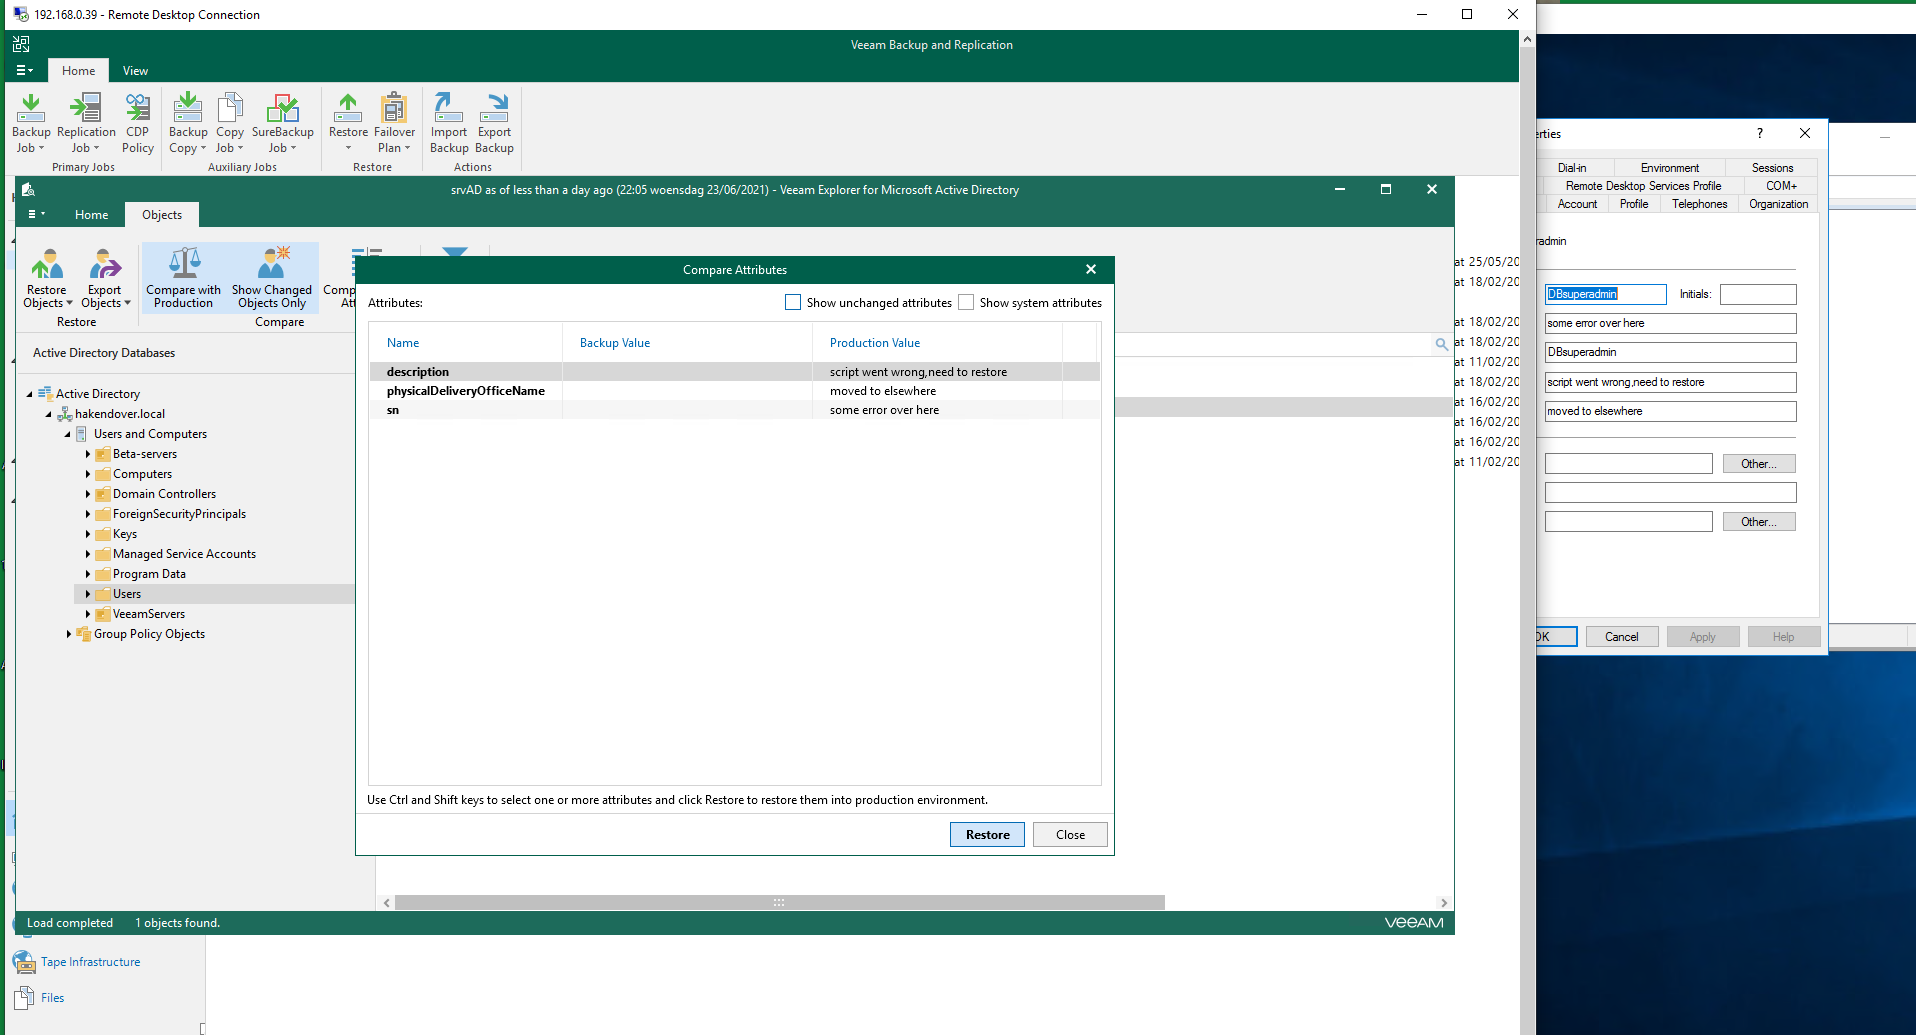 192.168.0.39 - Remote Desktop Connection
Veeam Backup and Replication
Home View
Backup Job
Replication Job
CDP Policy
Primary Jobs
Backup Copy
Copy Job
SureBackup Job
Auxiliary Jobs
Restore
Failover Plan
Restore
Import Backup
Export Backup
Actions
srvAD as of less than a day ago (22:05 woensdag 23/06/2021) - Veeam Explorer for Microsoft Active Directory
Home Objects
Restore Objects
Export Objects
Restore
Compare with Production
Show Changed Objects Only
Compare
Active Directory Databases
Active Directory
hakendover.local
Users and Computers
Beta-servers
Computers
Domain Controllers
ForeignSecurityPrincipals
Keys
Managed Service Accounts
Program Data
Users
VeeamServers
Group Policy Objects
Compare Attributes
Attributes:
Show unchanged attributes Show system attributes
Name Backup Value Production Value
description script went wrong,need to restore
physicalDeliveryOfficeName moved to elsewhere
sn some error over here
Use Ctrl and Shift keys to select one or more attributes and click Restore to restore them into production environment.
Restore Close
at 25/05/20
at 18/02/20
at 18/02/20
at 18/02/20
at 11/02/20
at 18/02/20
at 16/02/20
at 16/02/20
at 16/02/20
at 11/02/20
Load completed 1 objects found.
VEEAM
Tape Infrastructure
Files
erties ?
Dial-in Environment Sessions
Remote Desktop Services Profile COM+
Account Profile Telephones Organization
admin
DBsuperadmin Initials:
some error over here
DBsuperadmin
script went wrong,need to restore
moved to elsewhere
Other...
Other...
OK Cancel Apply Help